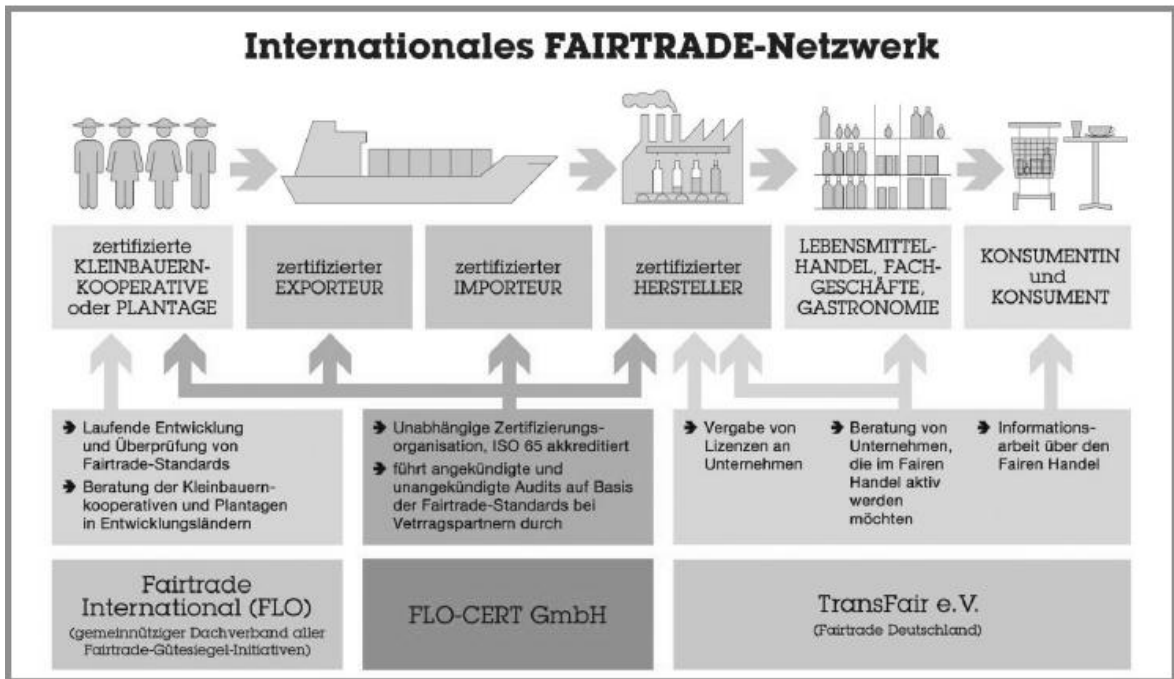 Internationales FAIRTRADE-Netzwerk
zertifizierte
KLEINBAUERN-
KOOPERATIVE
oder PLANTAGE
zertifizierter
EXPORTEUR
zertifizierter
IMPORTEUR
zertifizierter
HERSTELLER
LEBENSMITTEL-
HANDEL, FACH-
GESCHÄFTE,
GASTRONOMIE
KONSUMENTIN
und
KONSUMENT
Laufende Entwicklung
und Überprüfung von
Fairtrade-Standards
Beratung der Kleinbauern-
kooperativen und Plantagen
in Entwicklungsländern
Unabhängige Zertifizierungs-
organisation, ISO 65 akkreditiert
führt angekündigte und
unangekündigte Audits auf Basis
der Fairtrade-Standards bei
Vetrragspartnern durch
Vergabe von
Lizenzen an
Unternehmen
Beratung von
Unternehmen,
die im Fairen
Handel aktiv
werden
möchten
Informations-
arbeit über den
Fairen Handel
Fairtrade
International (FLO)
(gemeinnütziger Dachverband aller
Fairtrade-Gütesiegel-Initiativen)
FLO-CERT GmbH
TransFair e.V.
(Fairtrade Deutschland)